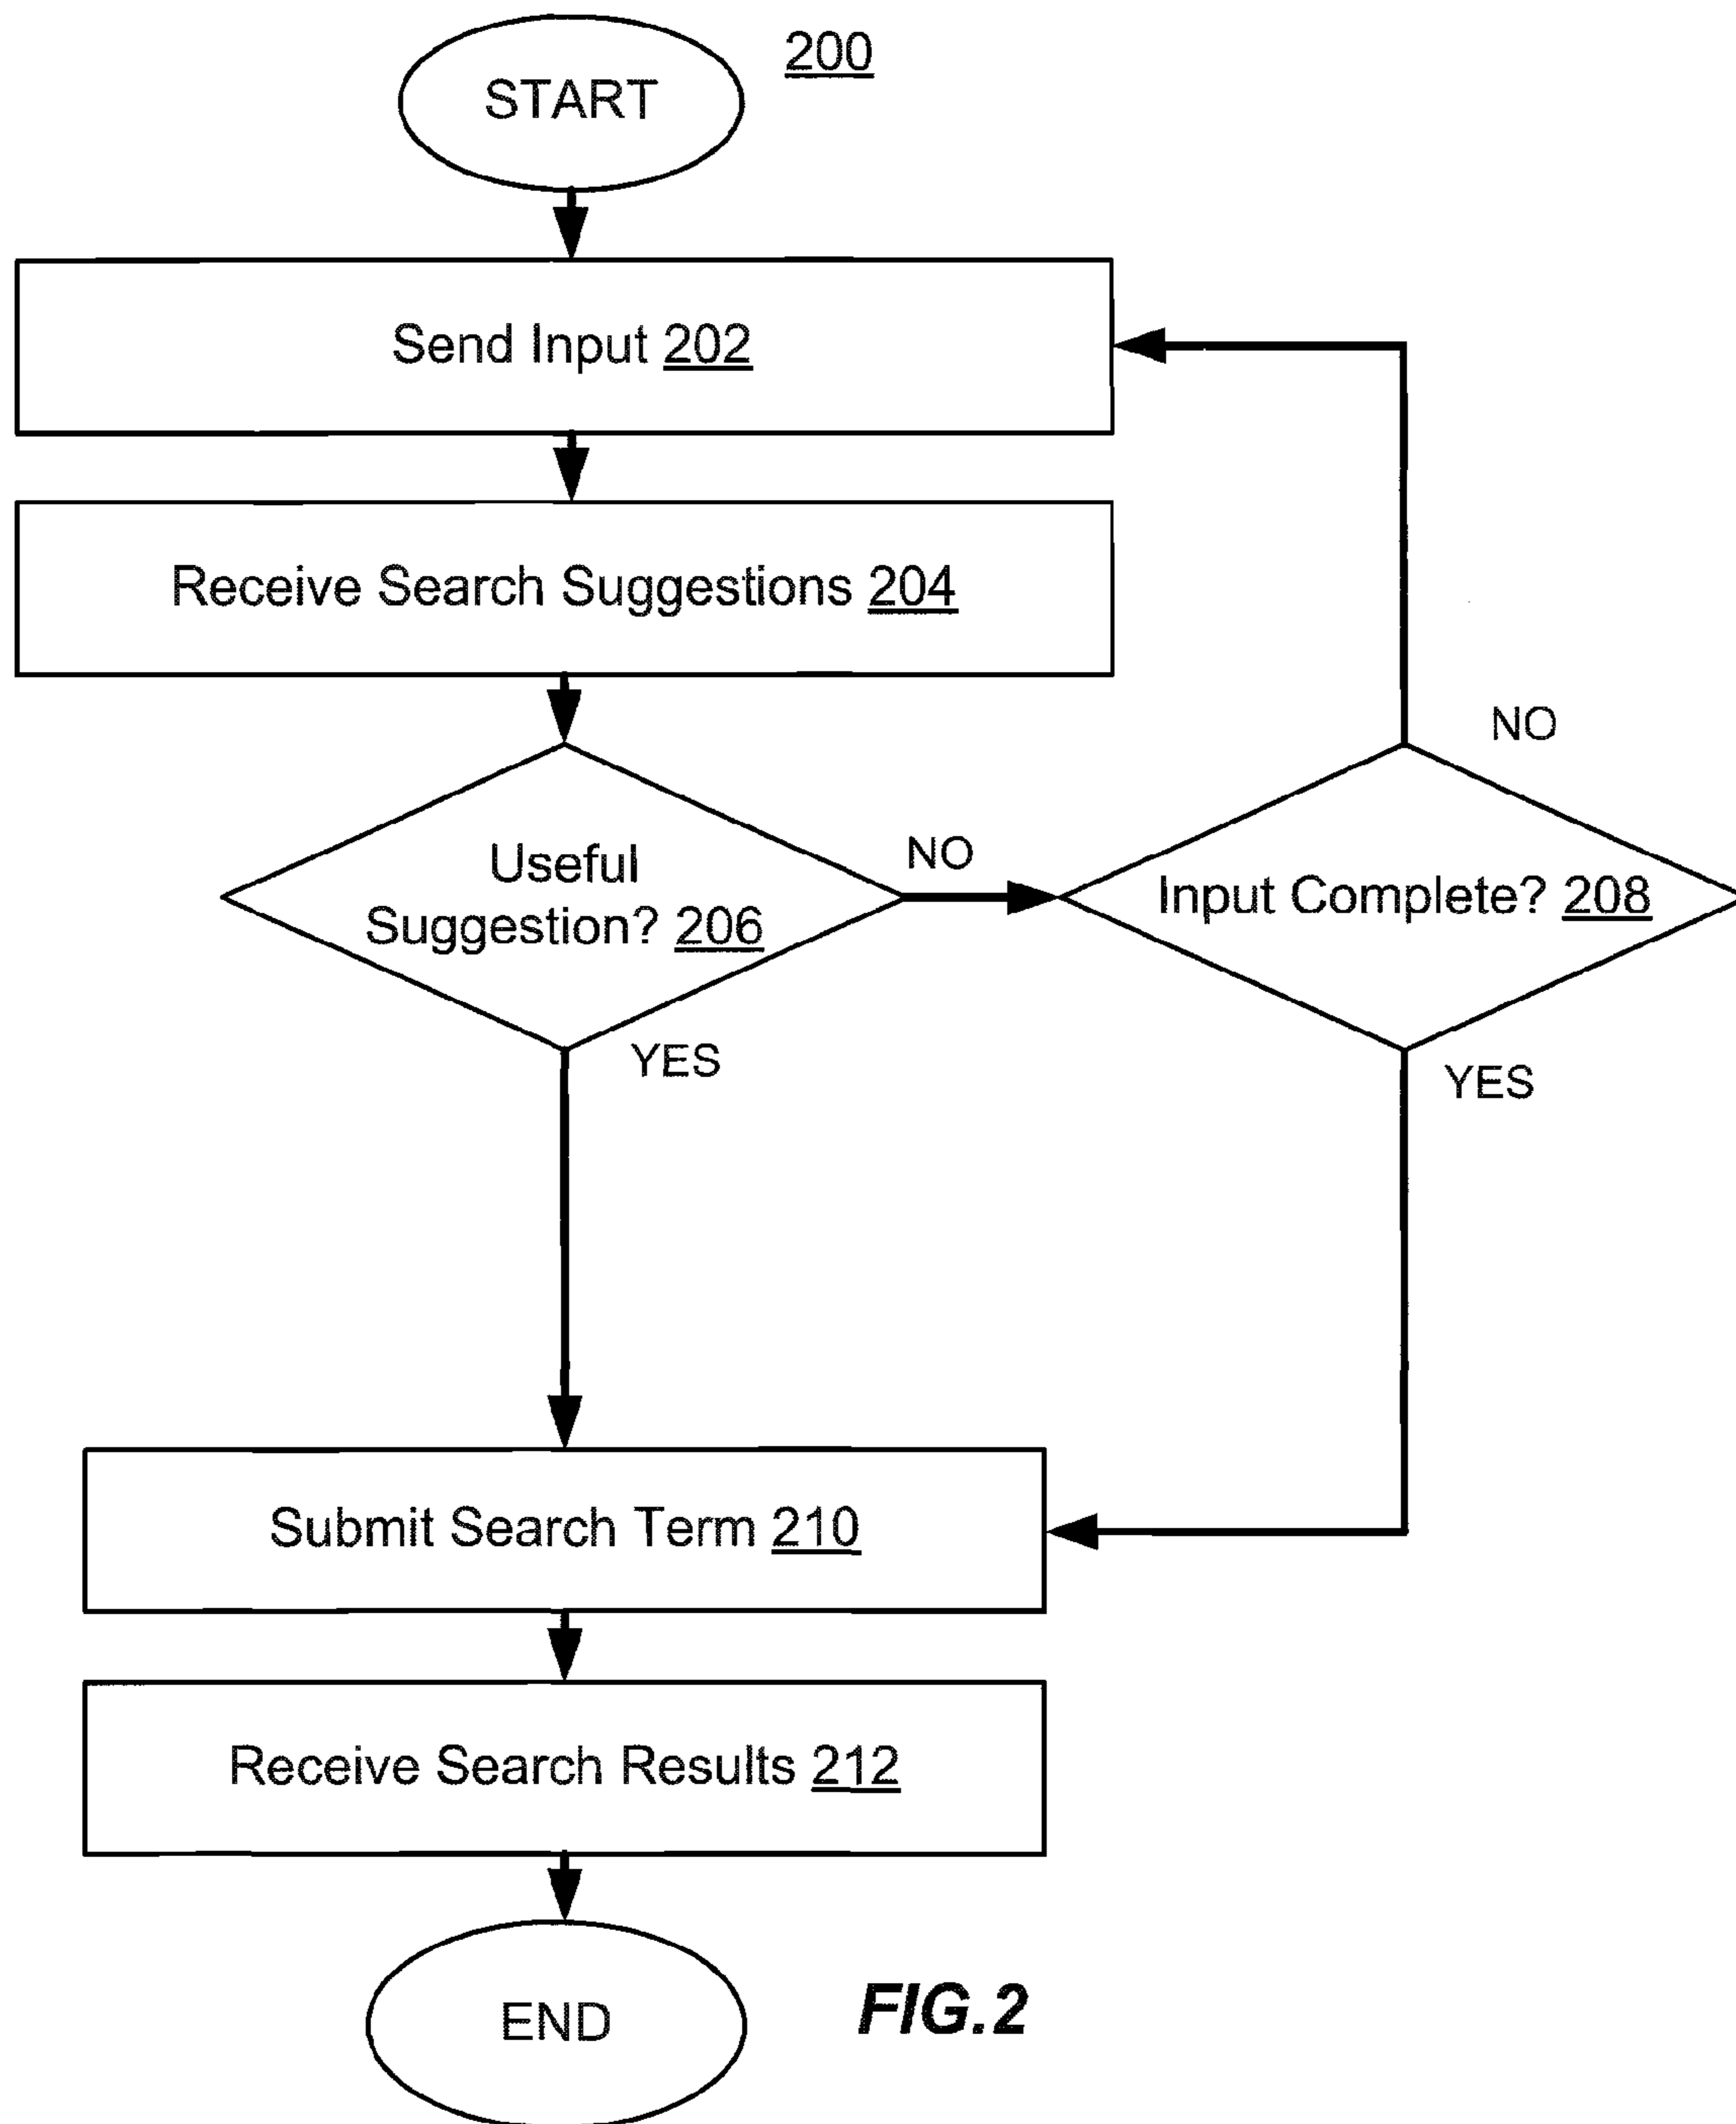 START
200
Send Input 202
Receive Search Suggestions 204
NO
Useful
Suggestion? 206
NO
Input Complete? 208
YES
YES
Submit Search Term 210
Receive Search Results 212
END
FIG.2